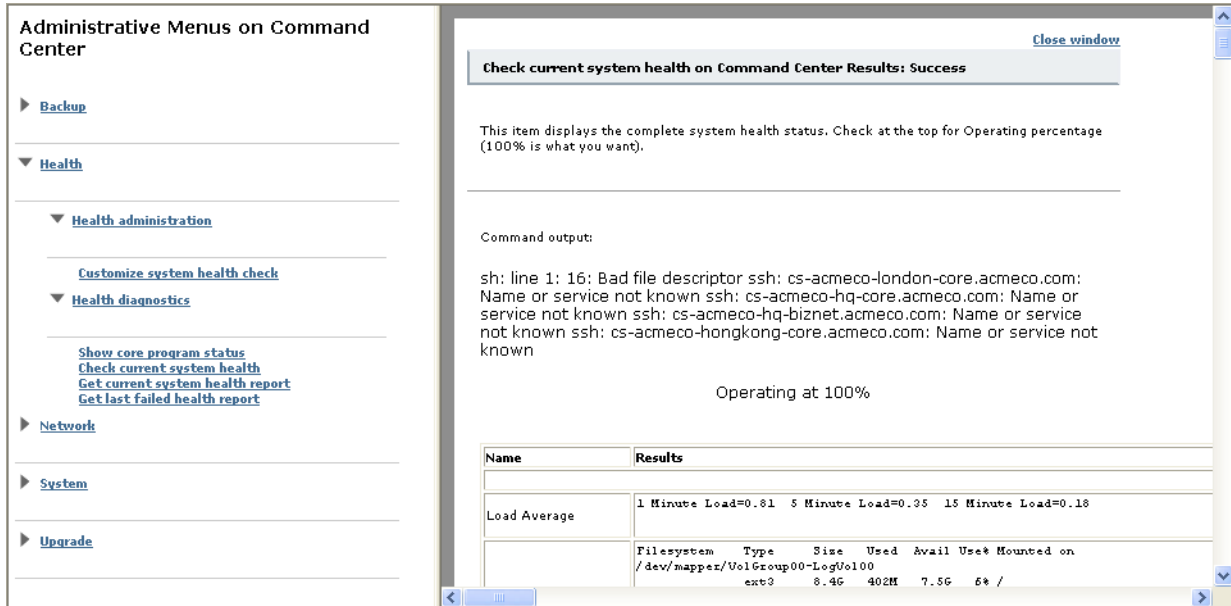 Administrative Menus on Command
Center
Backup
Health
Health administration
Customize system health check
Health diagnostics
Show core program status
Check current system health
Get current system health report
Get last failed health report
Network
System
Upgrade
Close window
Check current system health on Command Center Results: Success
This item displays the complete system health status. Check at the top for Operating percentage
(100% is what you want).
Command output:
sh: line 1: 16: Bad file descriptor ssh: cs-acmeco-london-core.acmeco.com:
Name or service not known ssh: cs-acmeco-hq-core.acmeco.com: Name or
service not known ssh: cs-acmeco-hq-biznet.acmeco.com: Name or service
not known ssh: cs-acmeco-hongkong-core.acmeco.com: Name or service not
known
Operating at 100%
Name Results
Load Average 1 Minute Load=0.81 5 Minute Load=0.35 15 Minute Load=0.18
Filesystem Type Size Used Avail Use% Mounted on
/dev/mapper/VolGroup00-LogVol00
ext3 8.4G 402M 7.5G 6% /